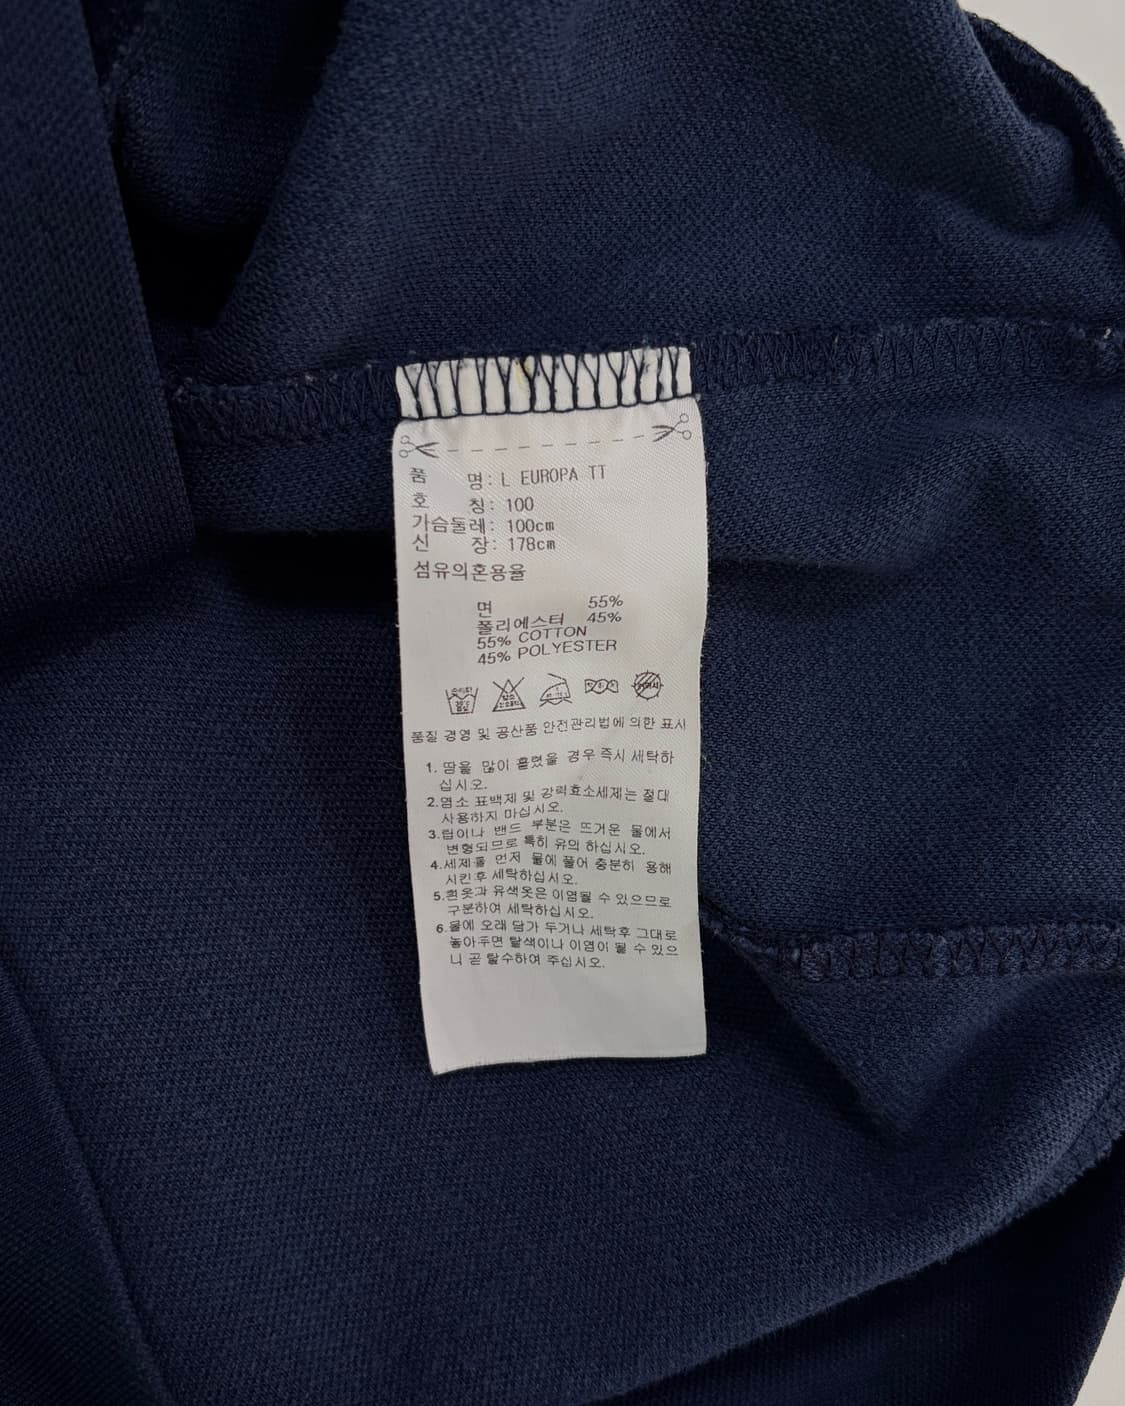 품 명: L EUROPA TT
호 칭: 100
가슴둘레: 100cm
신 장: 178cm
섬유의혼용율
면 55%
폴리에스터 45%
55% COTTON
45% POLYESTER
품질 경영 및 공산품 안전관리법에 의한 표시
1. 땀을 많이 흘렸을 경우 즉시 세탁하
십시오.
2.염소 표백제 및 강력효소세제는 절대
사용하지 마십시오.
3.립이나 밴드 부분은 뜨거운 물에서
변형되므로 특히 유의 하십시오.
4.세제를 먼저 물에 풀어 충분히 용해
시킨후 세탁하십시오.
5.흰옷과 유색옷은 이염될 수 있으므로
구분하여 세탁하십시오.
6.물에 오래 담가 두거나 세탁후 그대로
놓아두면 탈색이나 이염이 될 수 있으
니 곧 탈수하여 주십시오.